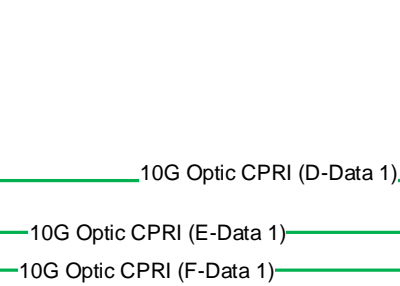 10G Optic CPRI (D-Data 1)
10G Optic CPRI (E-Data 1)
10G Optic CPRI (F-Data 1)